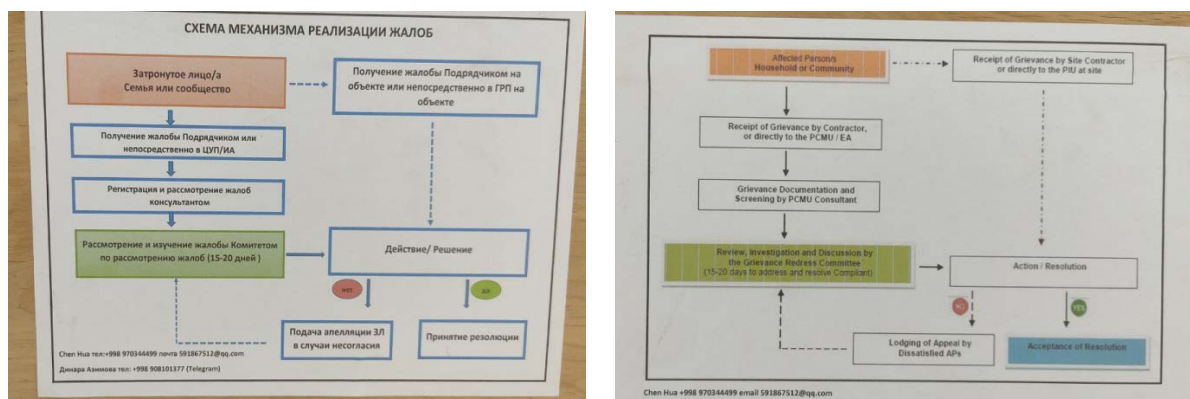 СХЕМА МЕХАНИЗМА РЕАЛИЗАЦИИ ЖАЛОБ
Затронутое лицо/а
Семья или сообщество
Получение жалобы Подрядчиком на
объекте или непосредственно в ГРП на
объекте
Получение жалобы Подрядчиком или
непосредственно в ЦУП/ИА
Регистрация и рассмотрение жалоб
консультантом
Рассмотрение и изучение жалобы Комитетом
по рассмотрению жалоб (15-20 дней )
Действие/ Решение
НЕТ
ДА
Подача апелляции ЗЛ
в случаи несогласия
Принятие резолюции
Chen Hua тел:+998 970344499 почта 591867512@qq.com
Динара Азимова тел: +998 908101377 (Telegram)
Affected Person/s
Household or Community
Receipt of Grievance by Site Contractor
or directly to the PIU at site
Receipt of Grievance by Contractor,
or directly to the PCMU / EA
Grievance Documentation and
Screening by PCMU Consultant
Review, Investigation and Discussion by
the Grievance Redress Committee
(15-20 days to address and resolve Compliant)
Action / Resolution
NO
YES
Lodging of Appeal by
Dissatisfied APs
Acceptance of Resolution
Chen Hua +998 970344499 email 591867512@qq.com